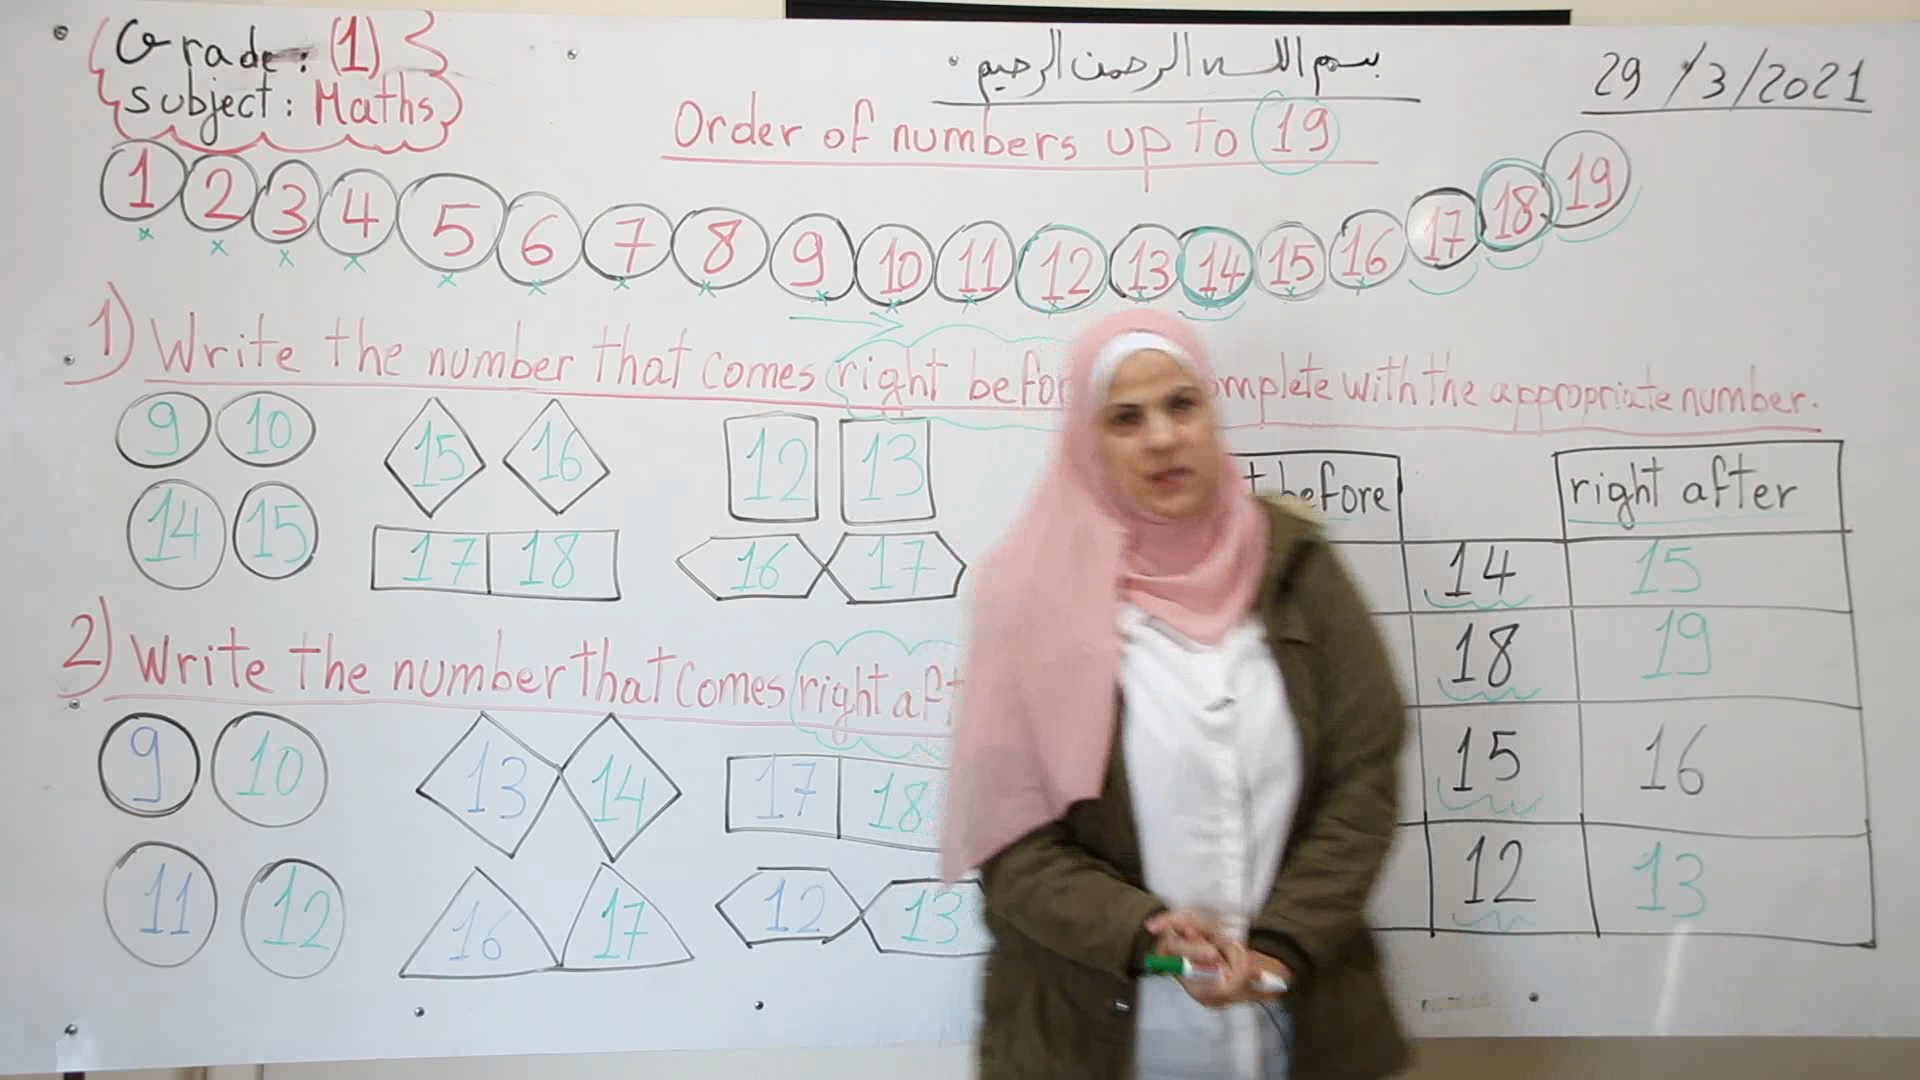 Grade: (1)
subject: Maths
بسم الله الرحمن الرحيم
29/3/2021
Order of numbers up to 19
1 2 3 4 5 6 7 8 9 10 11 12 13 14 15 16 17 18 19
1) Write the number that comes right
9 10 15 16 12 13
14 15 17 18 16 17
2) Write the number that comes right
9 10 13 14 17 18
11 12 16 17 12 13
with the appropriate number.
before right after
14 15
18 19
15 16
12 13